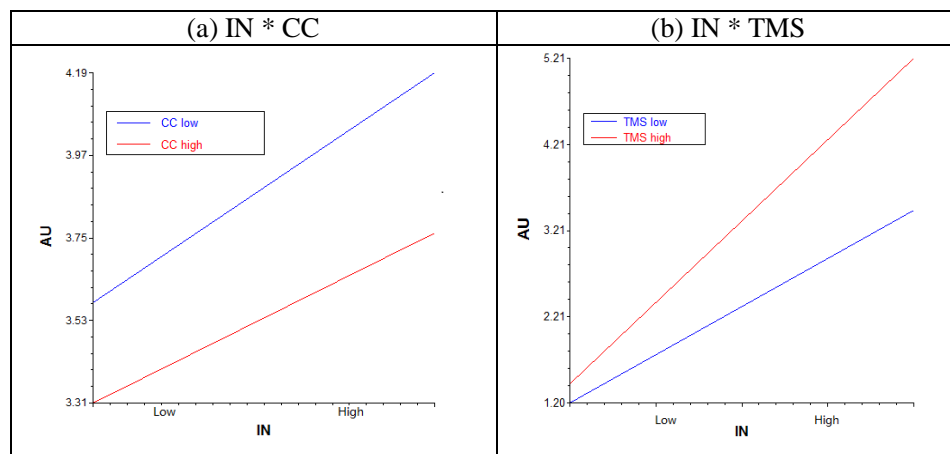 (a) IN * CC
(b) IN * TMS
4.19
3.97
3.75
3.53
3.31
AU
CC low
CC high
Low
High
IN
5.21
4.21
3.21
2.21
1.20
AU
TMS low
TMS high
Low
High
IN